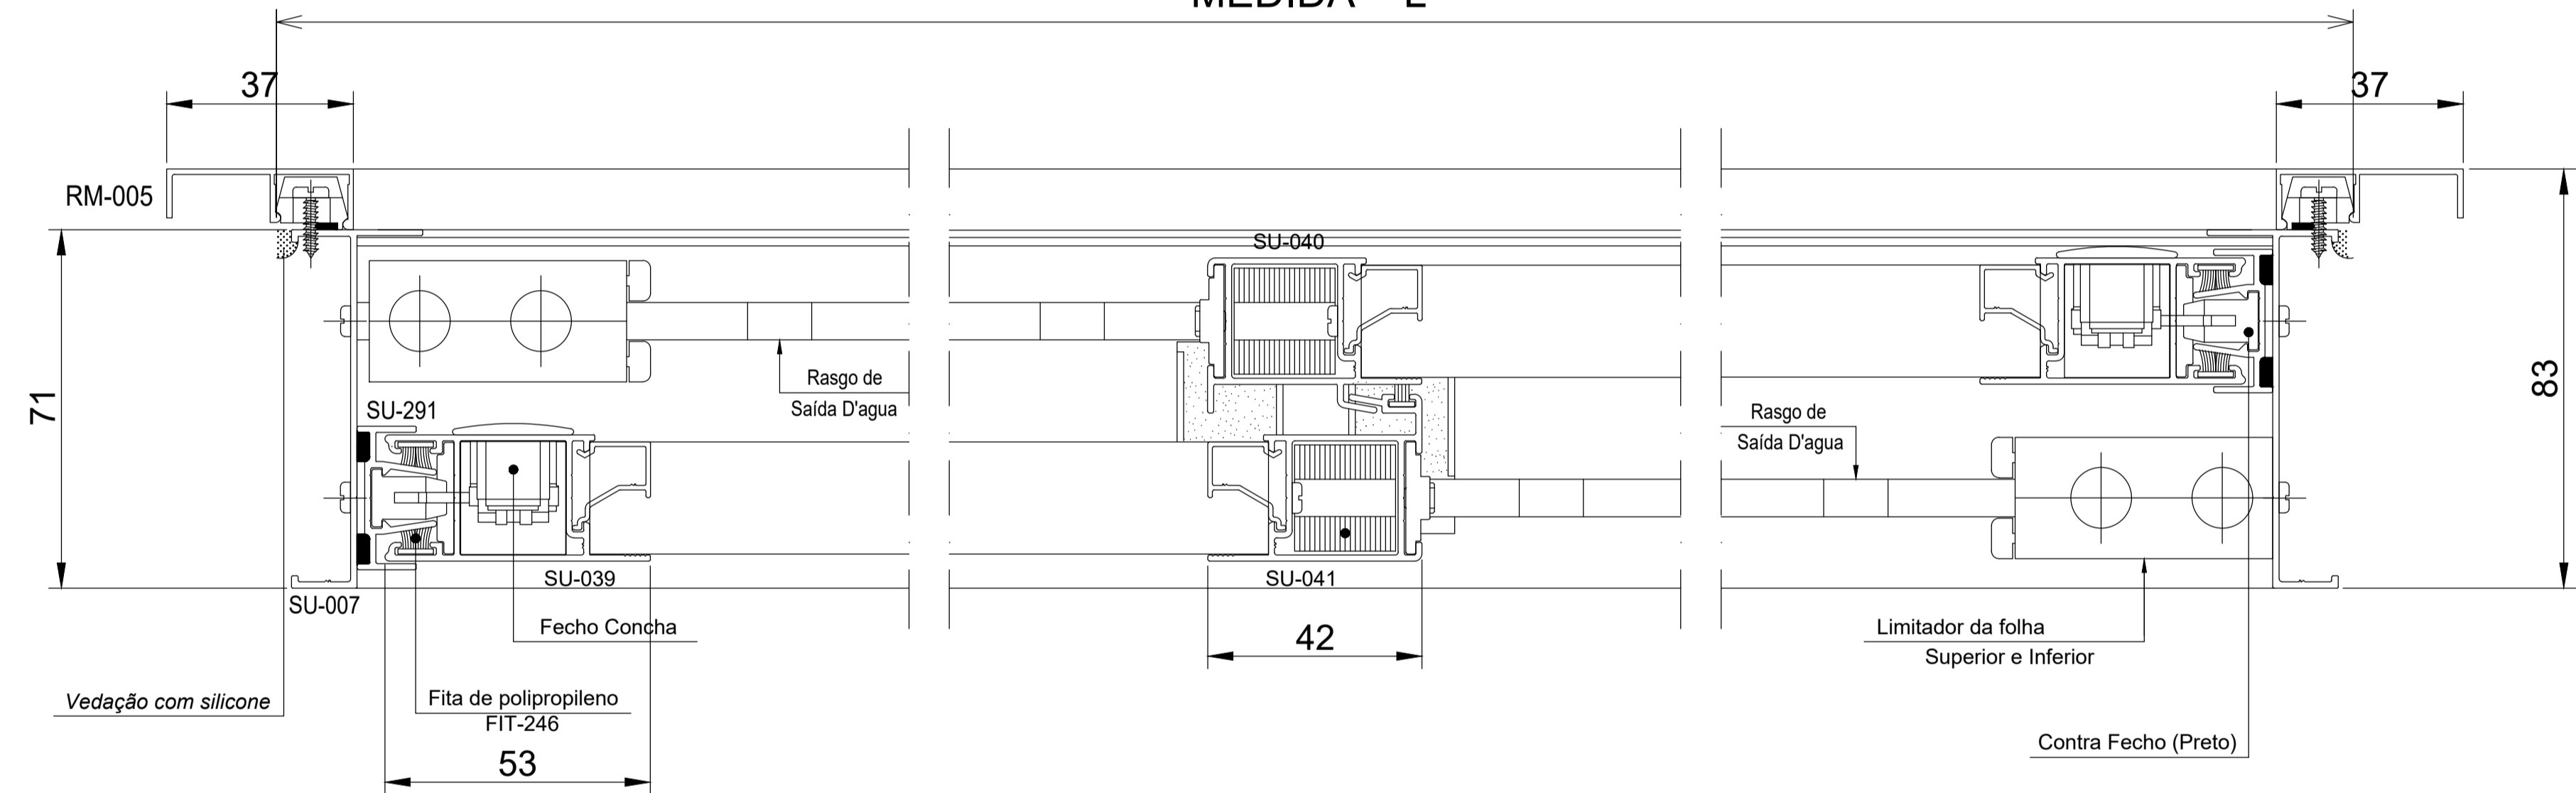 MEDIDA "L"
37
37
RM-005
SU-040
71
83
Rasgo de
Saída D'agua
SU-291
Rasgo de
Saída D'agua
SU-039
SU-041
SU-007
Fecho Concha
42
Limitador da folha
Superior e Inferior
Vedação com silicone
Fita de polipropileno
FIT-246
Contra Fecho (Preto)
53